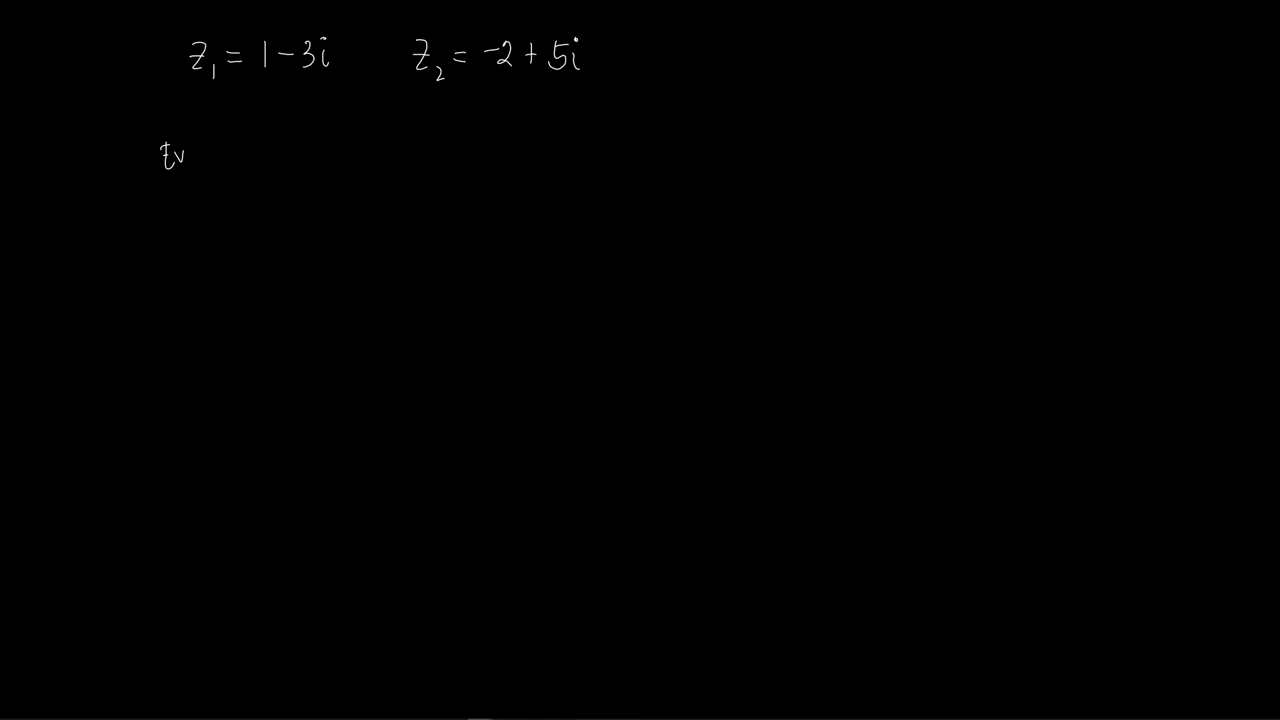 z₁ = 1 - 3i z₂ = -2 + 5i